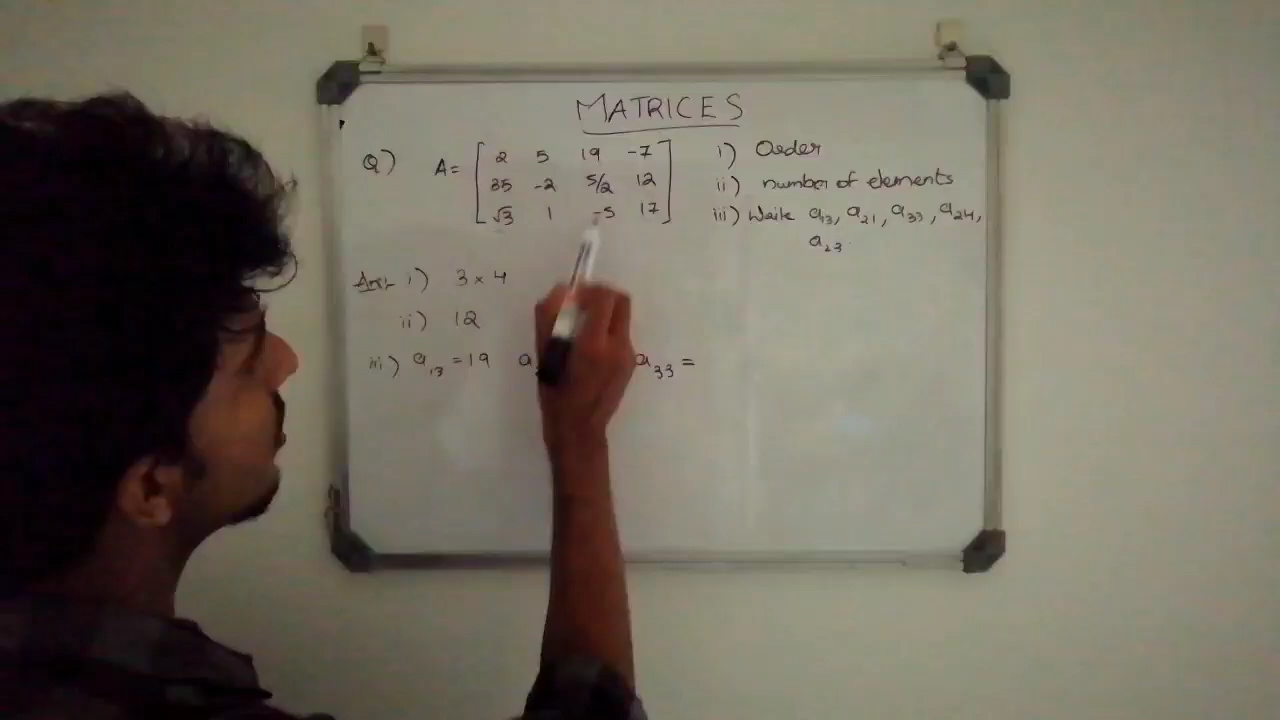 MATRICES
Q) A= [ 2 5 19 -7 i) Order
35 -2 5/2 12 ii) number of elements
√3 1 -5 17 ] iii) Write a13, a21, a33, a24,
a23
Ans:- i) 3 × 4
ii) 12
iii) a13 = 19 a a33 =